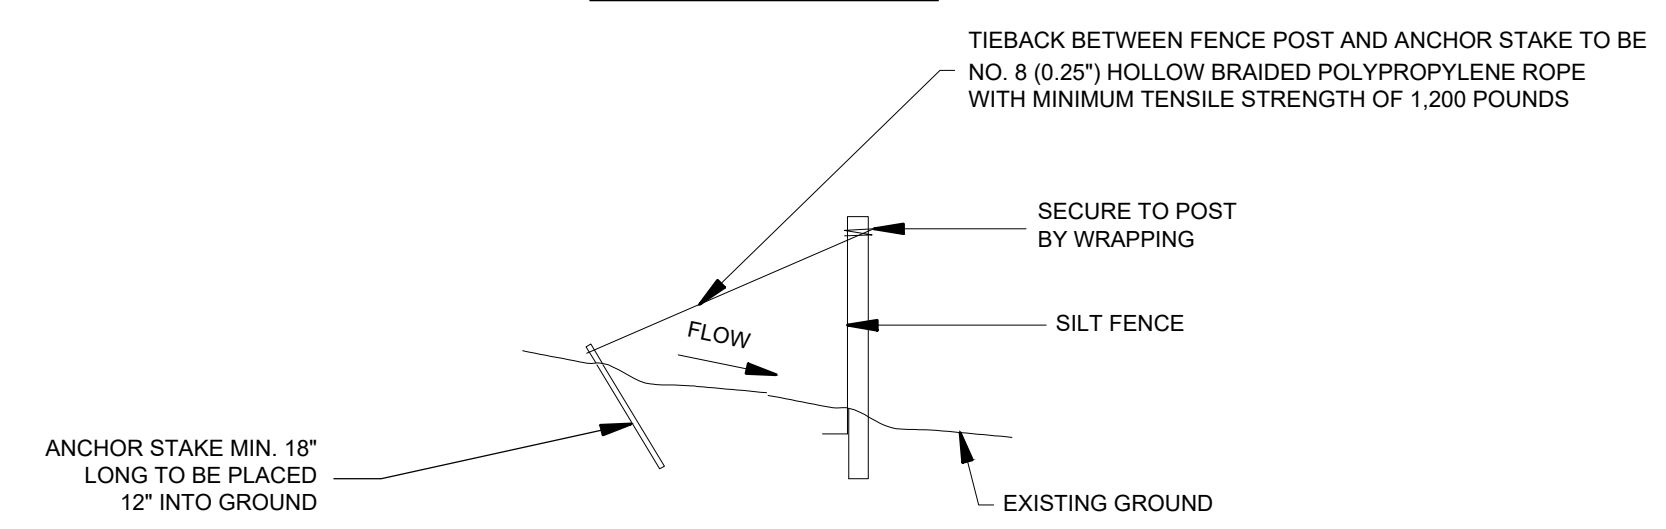 TIEBACK BETWEEN FENCE POST AND ANCHOR STAKE TO BE
NO. 8 (0.25") HOLLOW BRAIDED POLYPROPYLENE ROPE
WITH MINIMUM TENSILE STRENGTH OF 1,200 POUNDS
SECURE TO POST
BY WRAPPING
SILT FENCE
FLOW
ANCHOR STAKE MIN. 18"
LONG TO BE PLACED
12" INTO GROUND
EXISTING GROUND